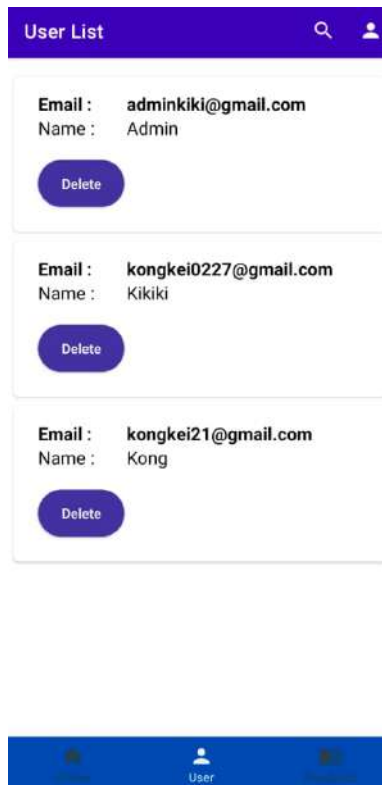 User List
Email : adminkiki@gmail.com
Name : Admin
Delete
Email : kongkei0227@gmail.com
Name : Kikiki
Delete
Email : kongkei21@gmail.com
Name : Kong
Delete
User